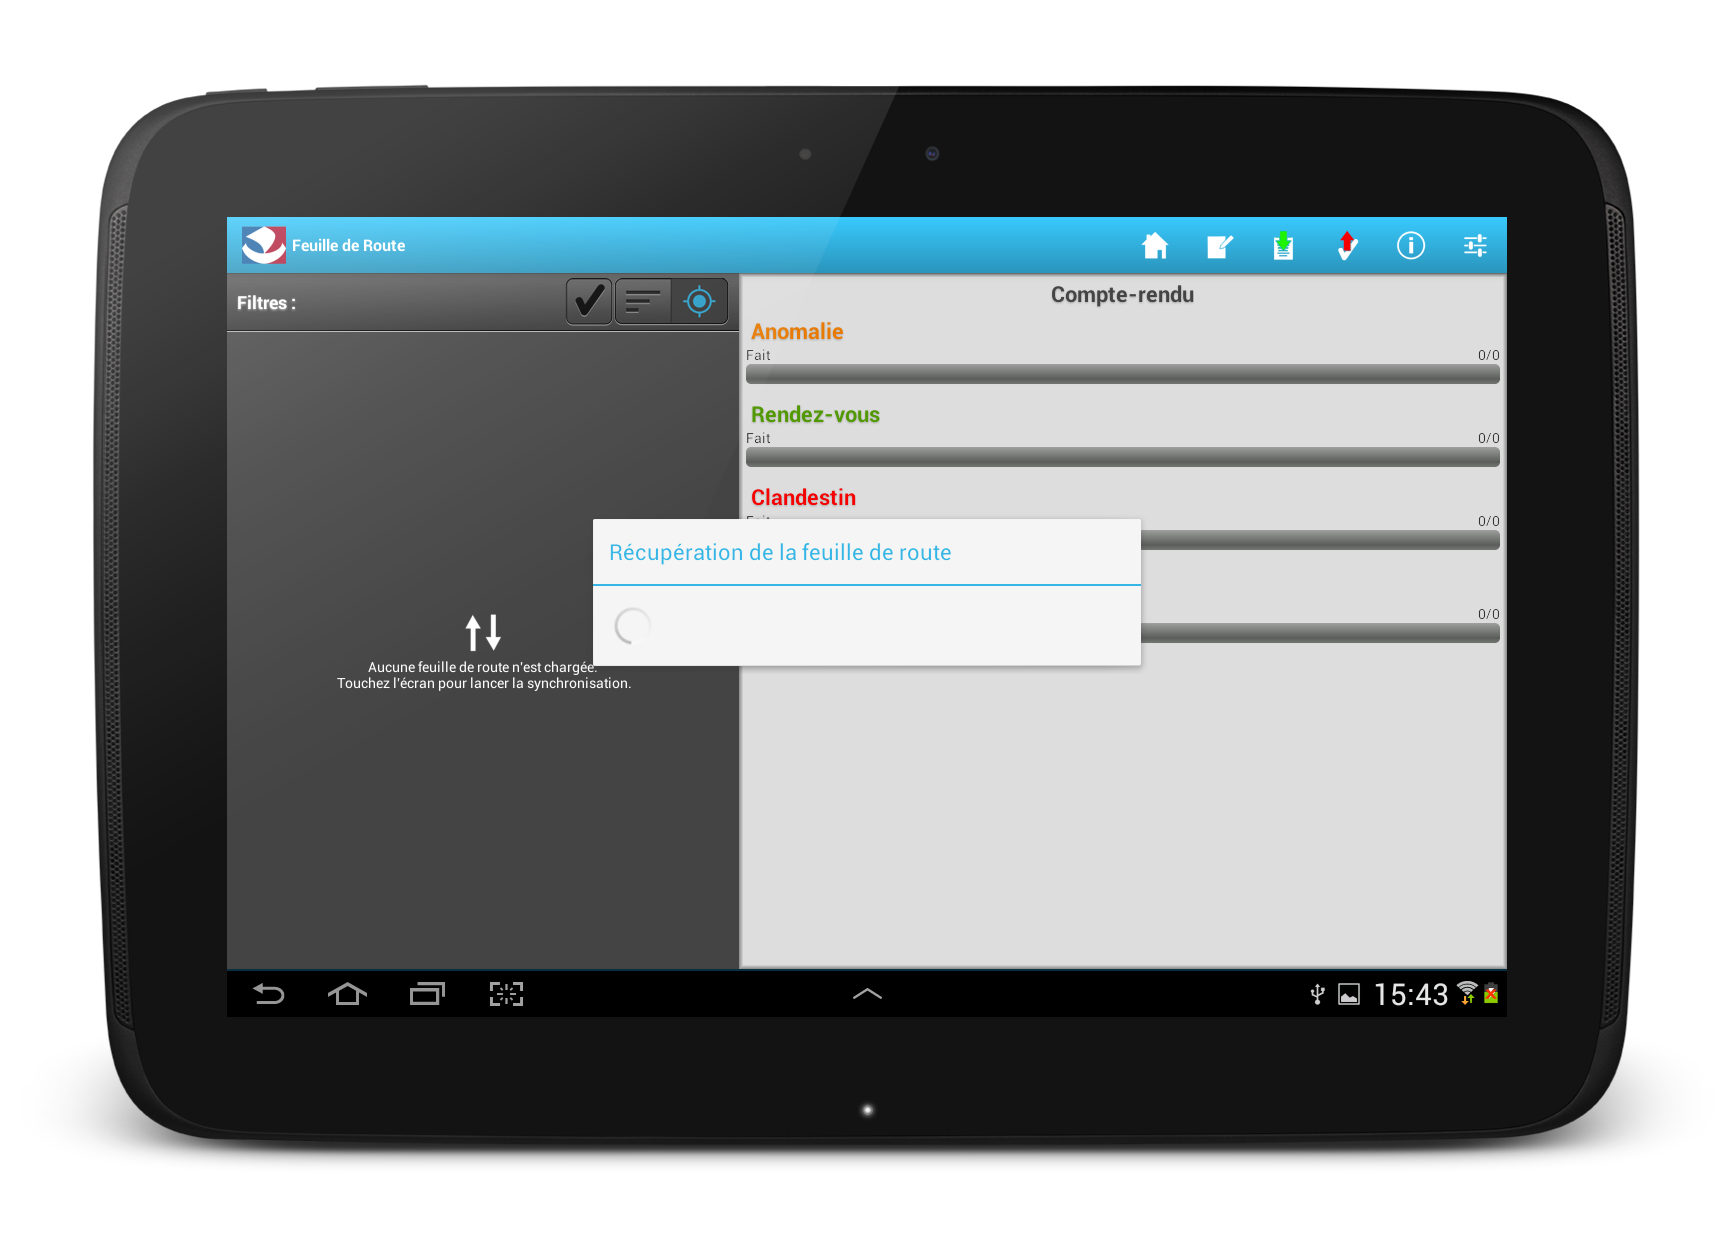 Feuille de Route
Filtres :
Aucune feuille de route n'est chargée.
Touchez l'écran pour lancer la synchronisation.
Compte-rendu
Anomalie
Fait 0/0
Rendez-vous
Fait 0/0
Clandestin
0/0
0/0
Récupération de la feuille de route
15:43